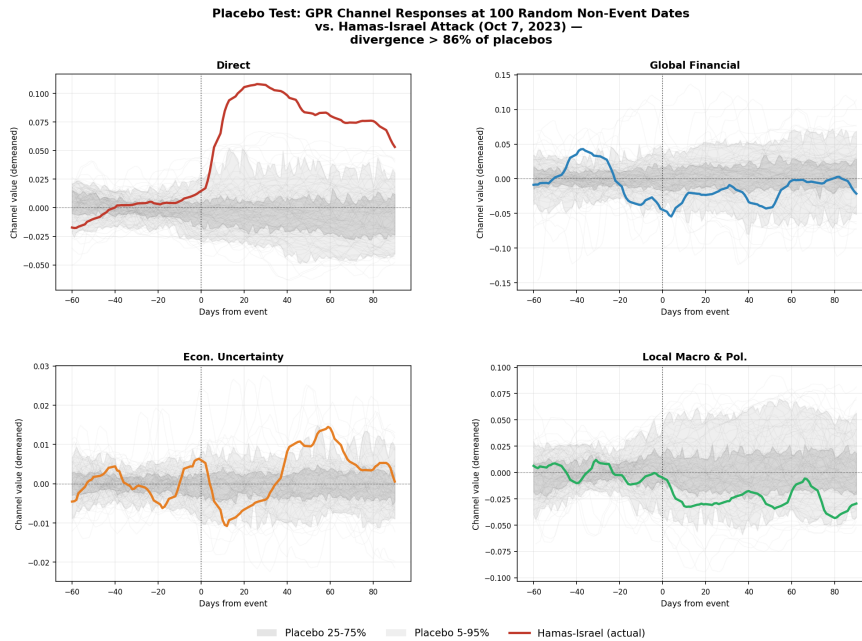 Placebo Test: GPR Channel Responses at 100 Random Non-Event Dates
vs. Hamas-Israel Attack (Oct 7, 2023) —
divergence > 86% of placebos
Direct
Channel value (demeaned)
0.100
0.075
0.050
0.025
0.000
−0.025
−0.050
−60 −40 −20 0 20 40 60 80
Days from event
Global Financial
Channel value (demeaned)
0.15
0.10
0.05
0.00
−0.05
−0.10
−0.15
−60 −40 −20 0 20 40 60 80
Days from event
Econ. Uncertainty
Channel value (demeaned)
0.03
0.02
0.01
0.00
−0.01
−0.02
−60 −40 −20 0 20 40 60 80
Days from event
Local Macro & Pol.
Channel value (demeaned)
0.100
0.075
0.050
0.025
0.000
−0.025
−0.050
−0.075
−0.100
−60 −40 −20 0 20 40 60 80
Days from event
Placebo 25-75%
Placebo 5-95%
Hamas-Israel (actual)